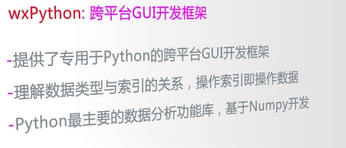 wxPython: 跨平台GUI开发框架
-提供了专用于Python的跨平台GUI开发框架
-理解数据类型与索引的关系，操作索引即操作数据
-Python最主要的数据分析功能库，基于Numpy开发